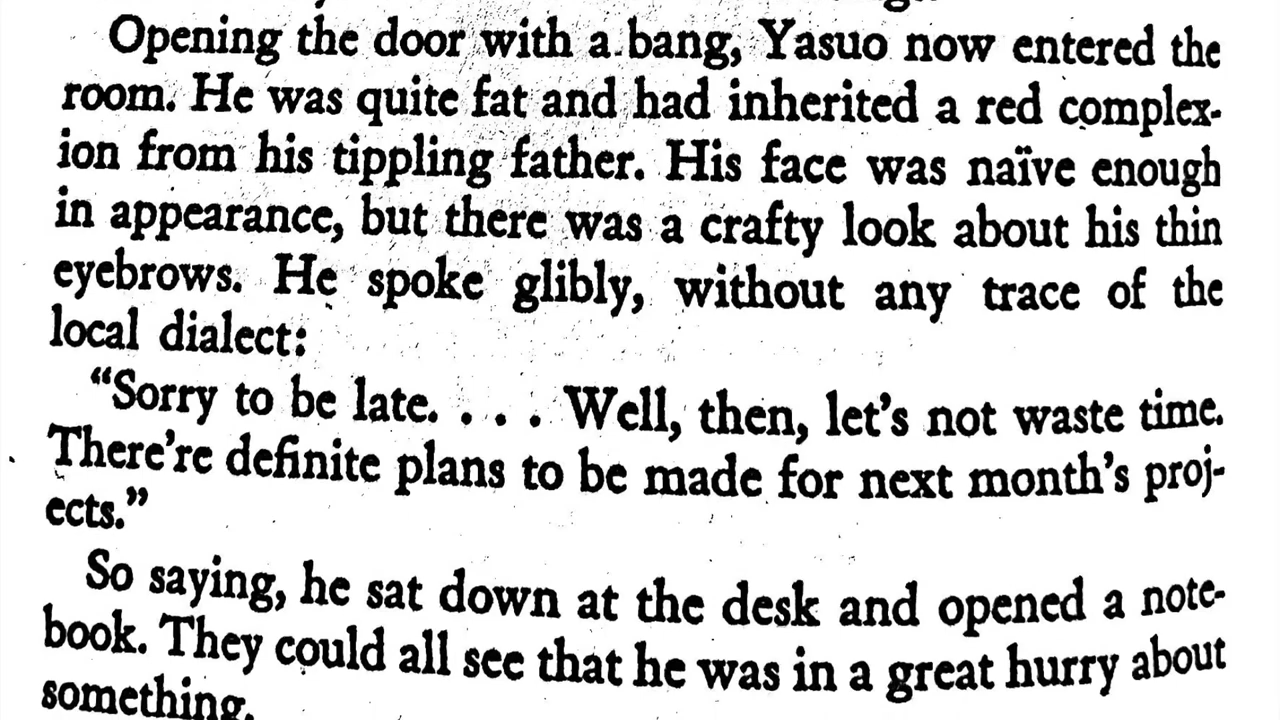 Opening the door with a bang, Yasuo now entered the
room. He was quite fat and had inherited a red complex-
ion from his tippling father. His face was naïve enough
in appearance, but there was a crafty look about his thin
eyebrows. He spoke glibly, without any trace of the
local dialect:
“Sorry to be late. . . . Well, then, let’s not waste time.
There’re definite plans to be made for next month’s proj-
ects.”
So saying, he sat down at the desk and opened a note-
book. They could all see that he was in a great hurry about
something.